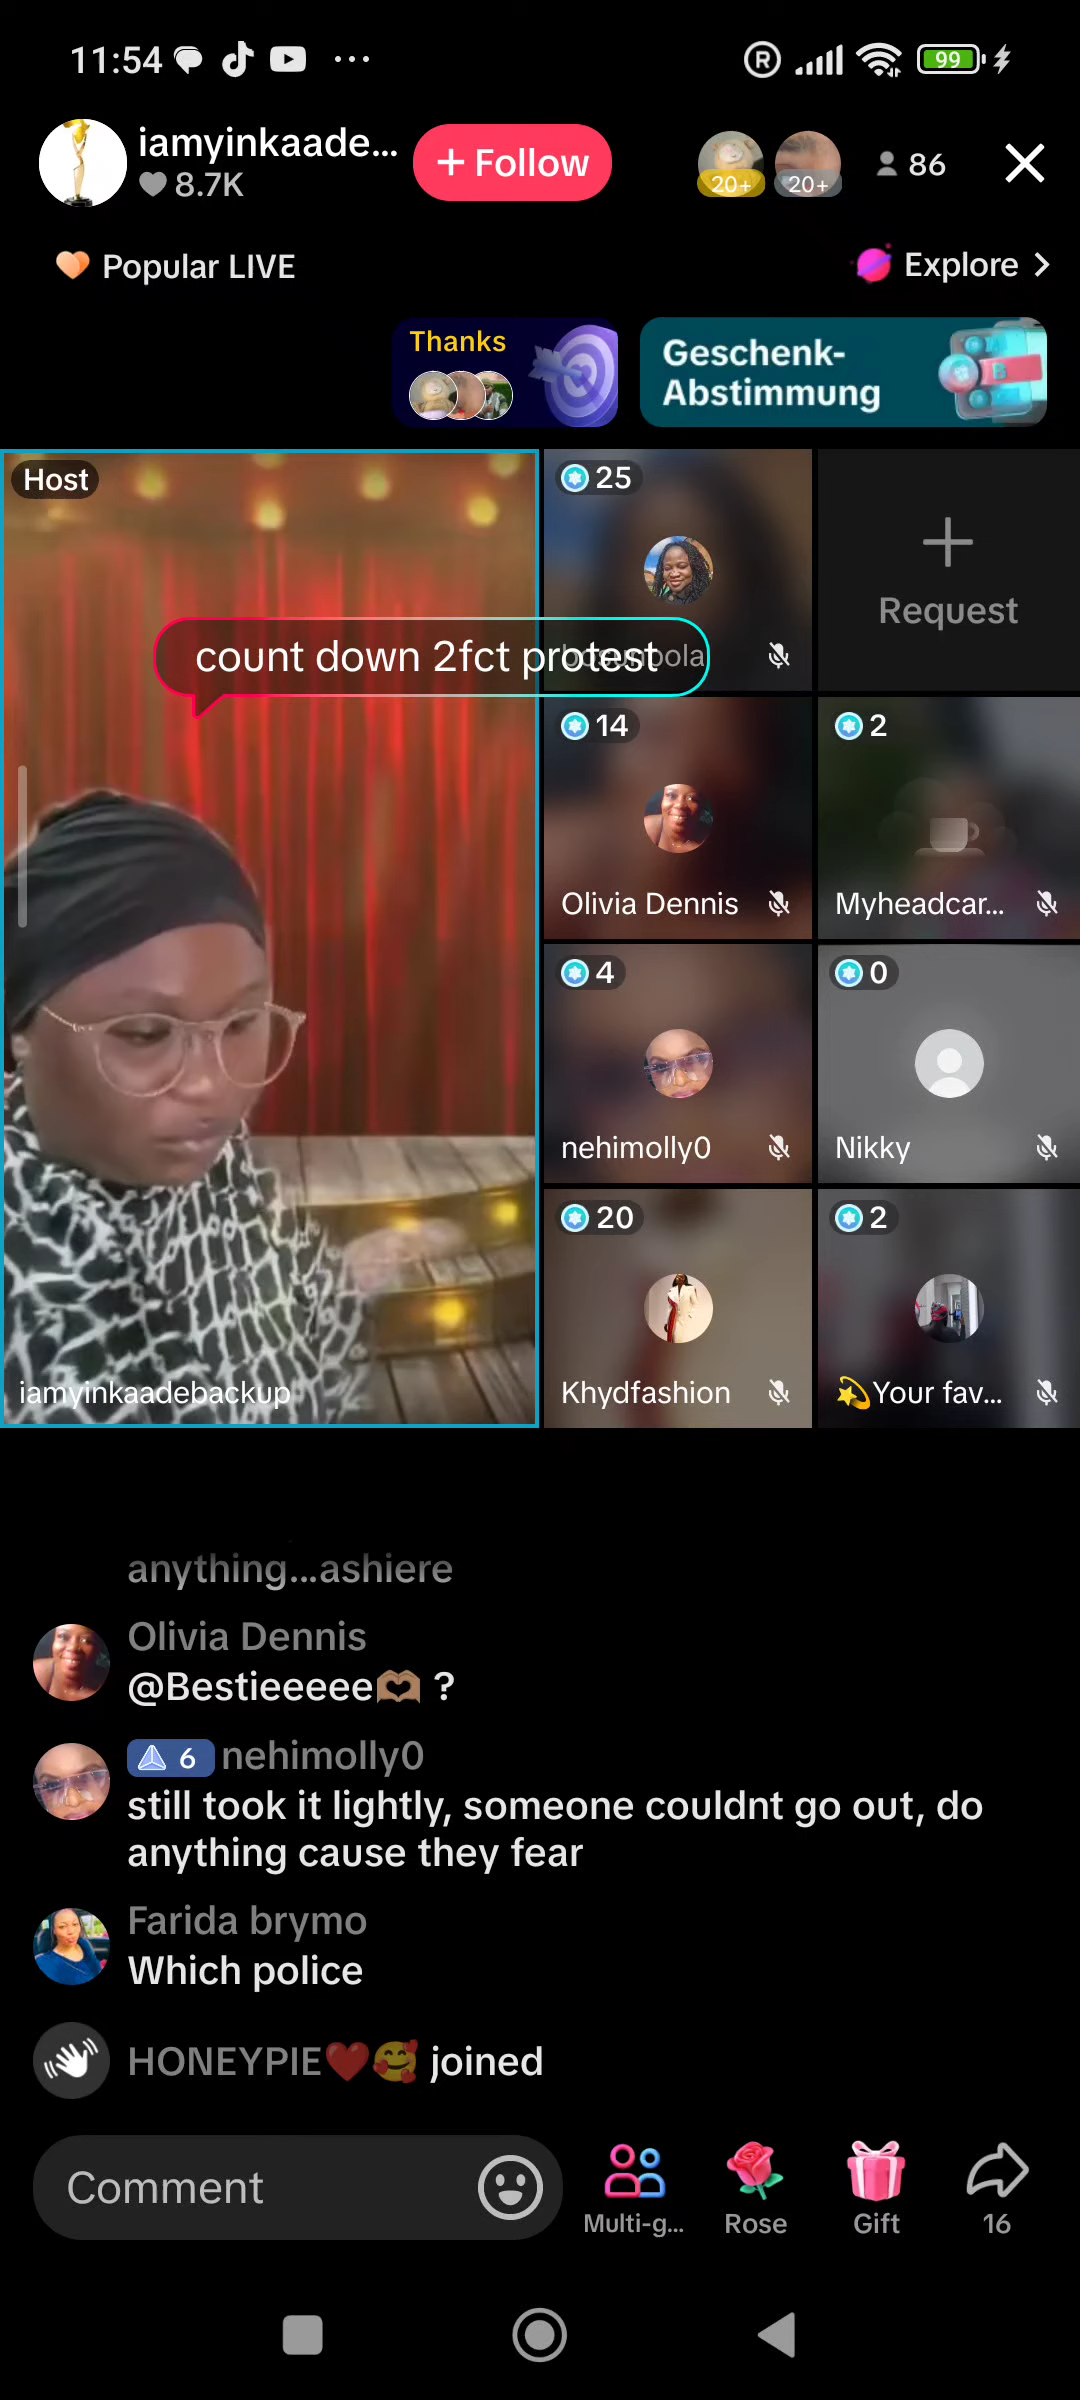 11:54
99
iamyinkaade...
8.7K
+ Follow
20+
20+
86
Popular LIVE
Explore
Thanks
Geschenk-
Abstimmung
Host
25
Request
count down 2fct protest
14
2
Olivia Dennis
Myheadcar...
4
0
nehimolly0
Nikky
20
2
iamyinkaadebackup
Khydfashion
💫Your fav...
anything...ashiere
Olivia Dennis
@Bestieeeee🫶🏽 ?
6 nehimolly0
still took it lightly, someone couldnt go out, do
anything cause they fear
Farida brymo
Which police
HONEYPIE❤️🥰 joined
Comment
Multi-g...
Rose
Gift
16